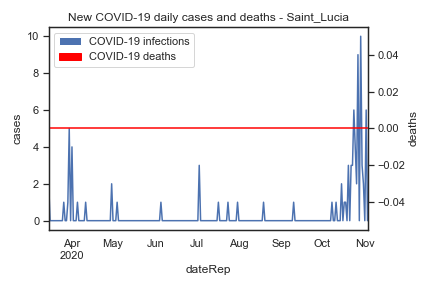 New COVID-19 daily cases and deaths - Saint_Lucia
COVID-19 infections
COVID-19 deaths
10
8
6
4
2
0
cases
0.04
0.02
0.00
−0.02
−0.04
deaths
Apr
2020
May
Jun
Jul
Aug
Sep
Oct
Nov
dateRep